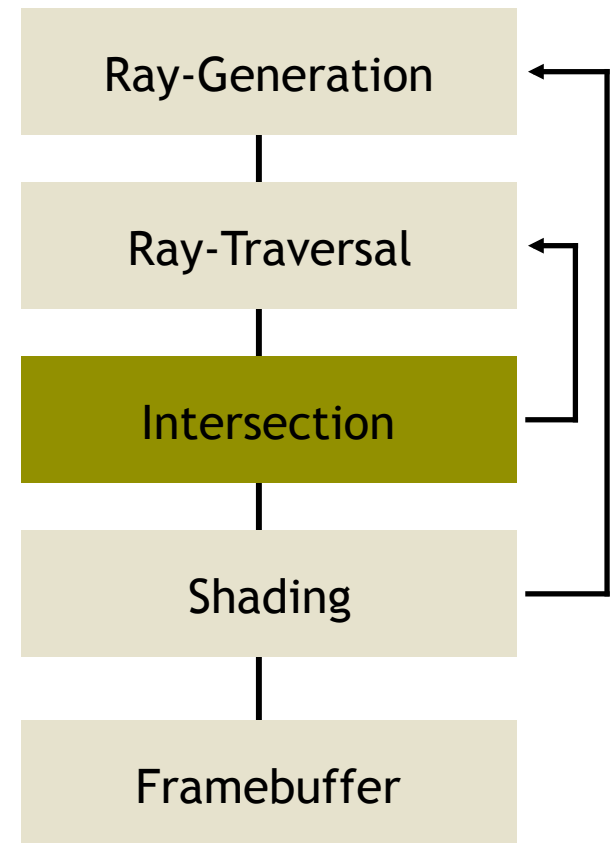 Ray-Generation
Ray-Traversal
Intersection
Shading
Framebuffer